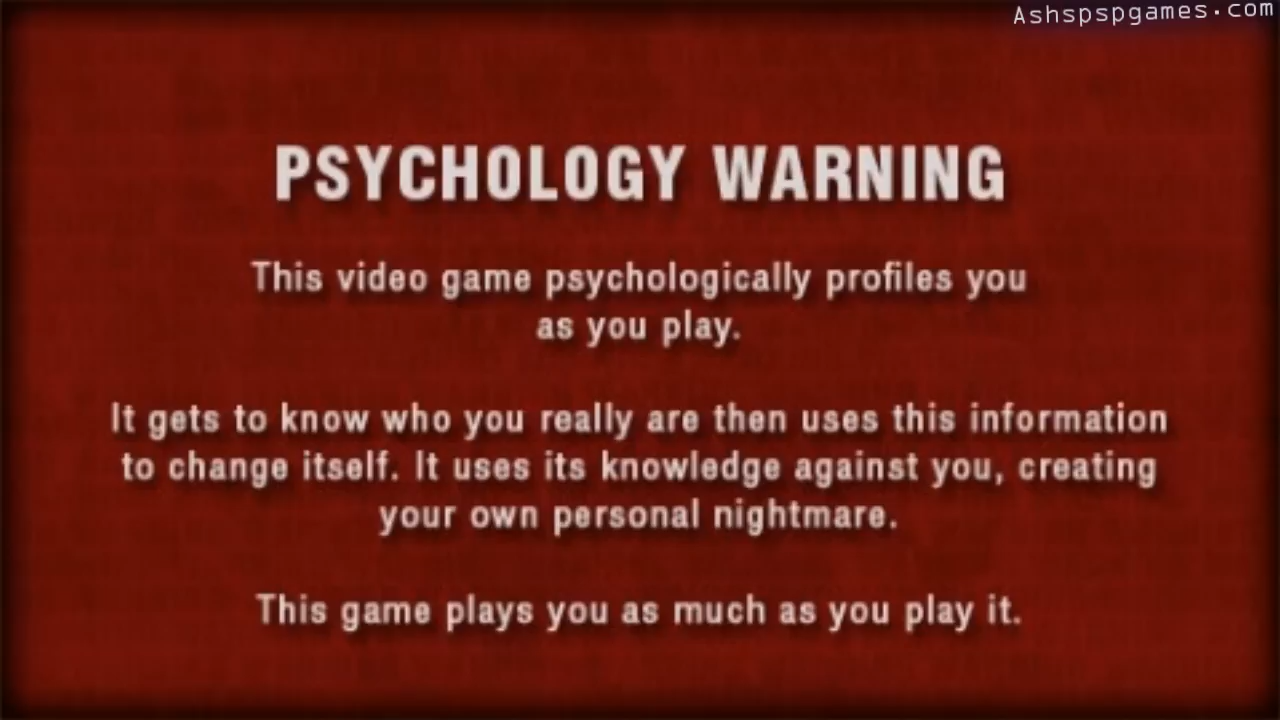 Ashspspgames.com
PSYCHOLOGY WARNING
This video game psychologically profiles you
as you play.
It gets to know who you really are then uses this information
to change itself. It uses its knowledge against you, creating
your own personal nightmare.
This game plays you as much as you play it.